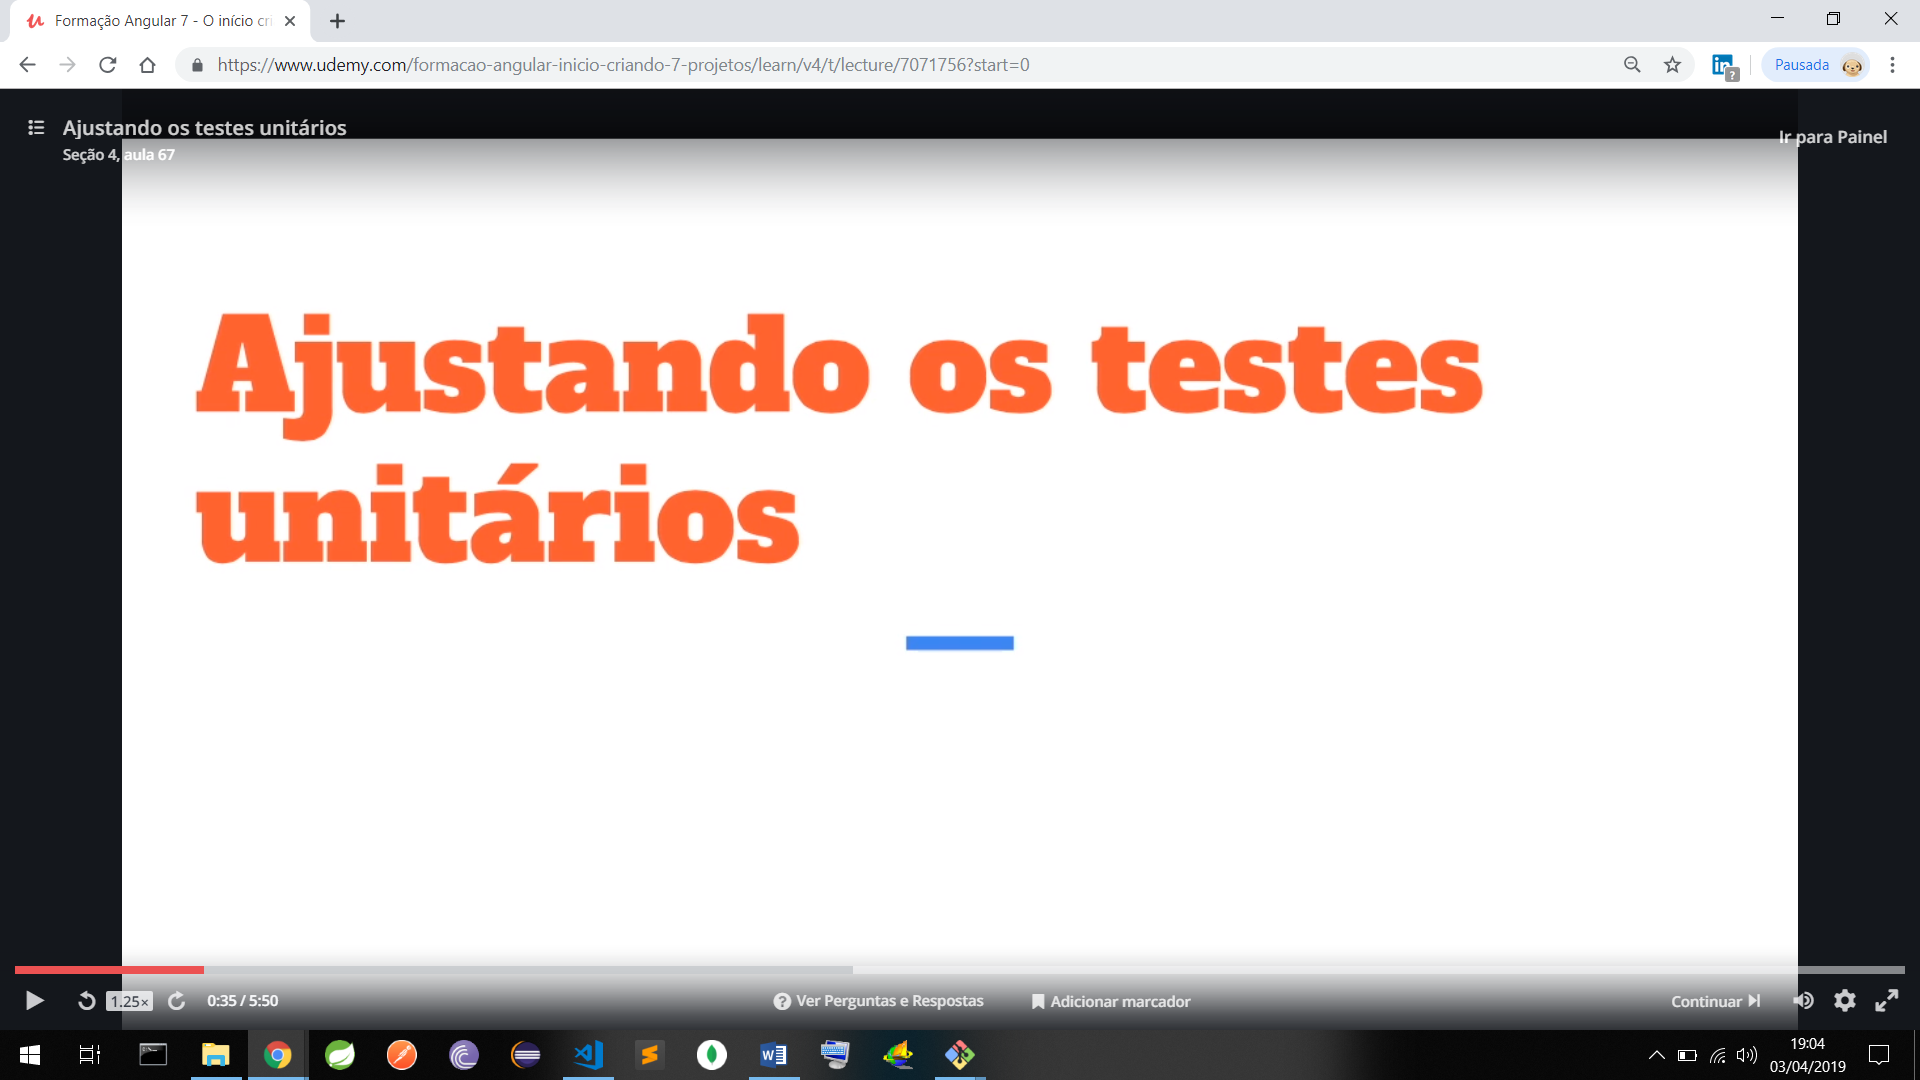 Formação Angular 7 - O início cri
https://www.udemy.com/formacao-angular-inicio-criando-7-projetos/learn/v4/t/lecture/7071756?start=0
Pausada
Ajustando os testes unitários
Seção 4, aula 67
Ir para Painel
Ajustando os testes
unitários
1.25×
0:35 / 5:50
Ver Perguntas e Respostas
Adicionar marcador
Continuar
19:04
03/04/2019